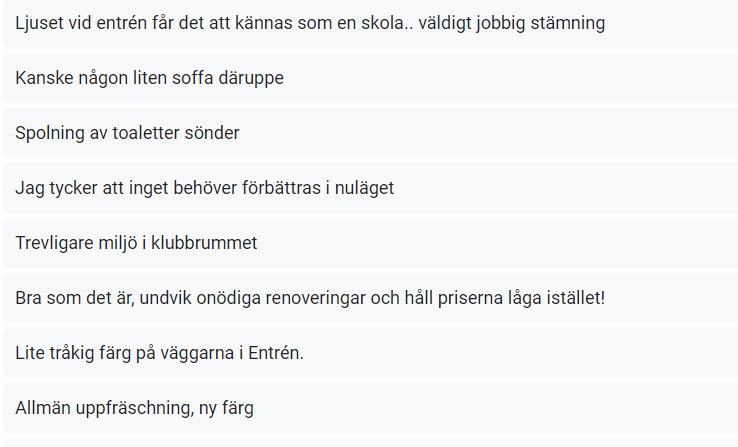 Ljuset vid entrén får det att kännas som en skola.. väldigt jobbig stämning
Kanske någon liten soffa däruppe
Spolning av toaletter sönder
Jag tycker att inget behöver förbättras i nuläget
Trevligare miljö i klubbrummet
Bra som det är, undvik onödiga renoveringar och håll priserna låga istället!
Lite tråkig färg på väggarna i Entrén.
Allmän uppfräschning, ny färg